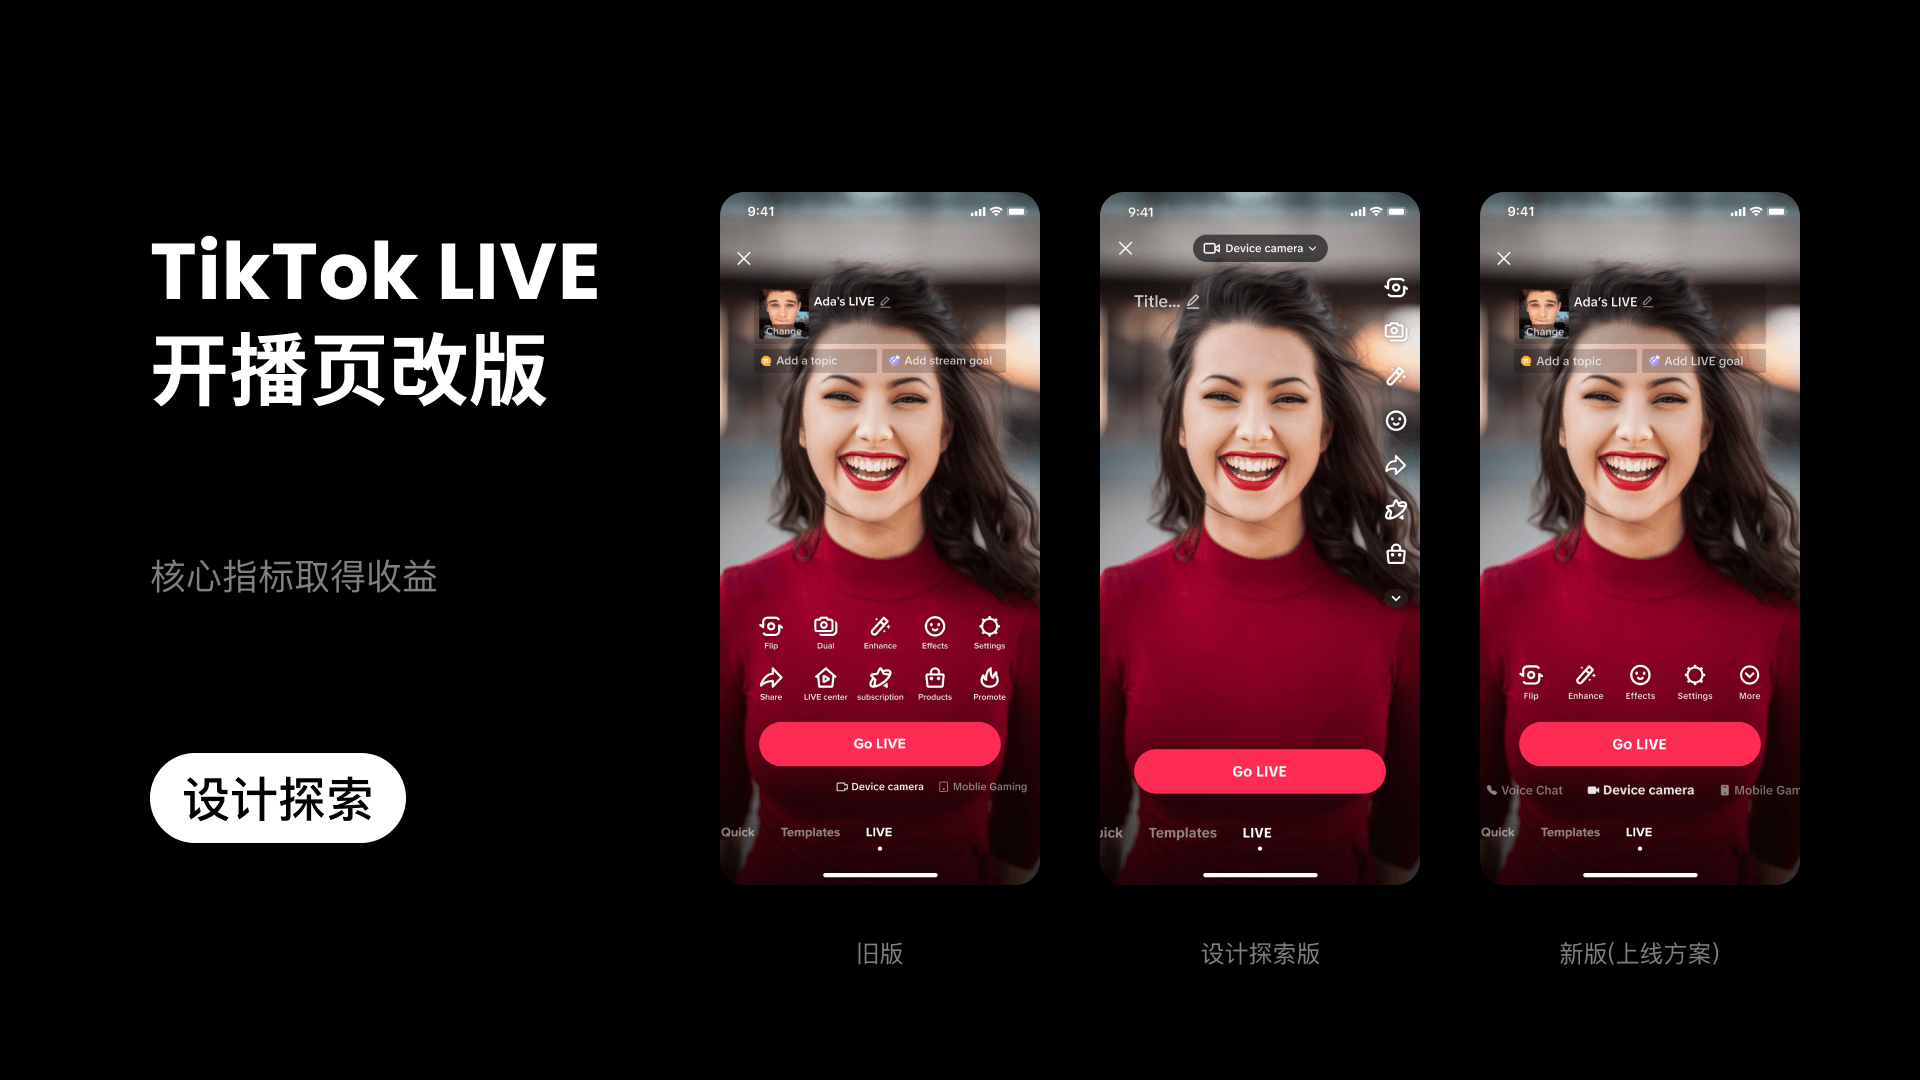 TikTok LIVE
开播页改版
核心指标取得收益
设计探索
9:41
Ada's LIVE
Change
Add a topic
Add stream goal
Flip
Dual
Enhance
Effects
Settings
Share
LIVE center
subscription
Products
Promote
Go LIVE
Device camera
Moblie Gaming
Quick
Templates
LIVE
旧版
9:41
Device camera
Title...
Go LIVE
uick
Templates
LIVE
设计探索版
9:41
Ada's LIVE
Change
Add a topic
Add LIVE goal
Flip
Enhance
Effects
Settings
More
Go LIVE
Voice Chat
Device camera
Mobile Gam
Quick
Templates
LIVE
新版(上线方案)